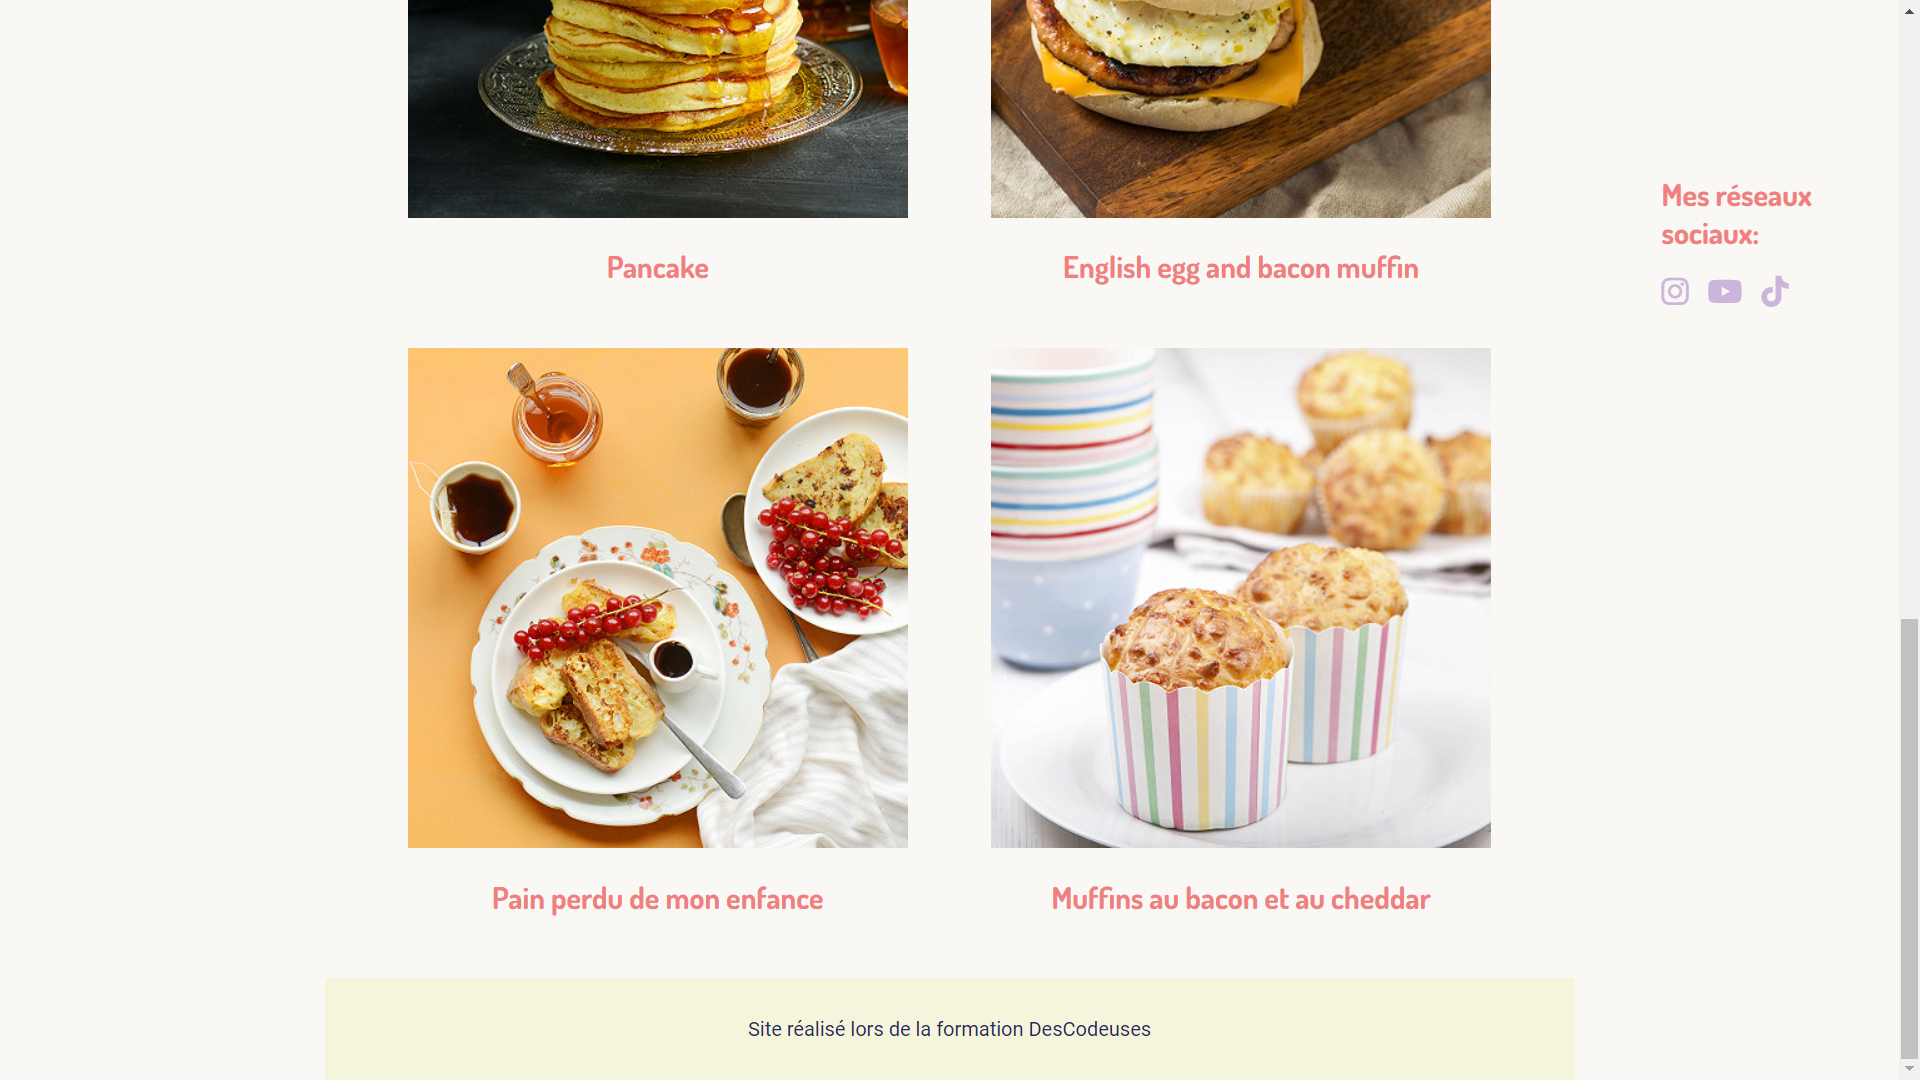 Pancake
English egg and bacon muffin
Mes réseaux
sociaux:
Pain perdu de mon enfance
Muffins au bacon et au cheddar
Site réalisé lors de la formation DesCodeuses